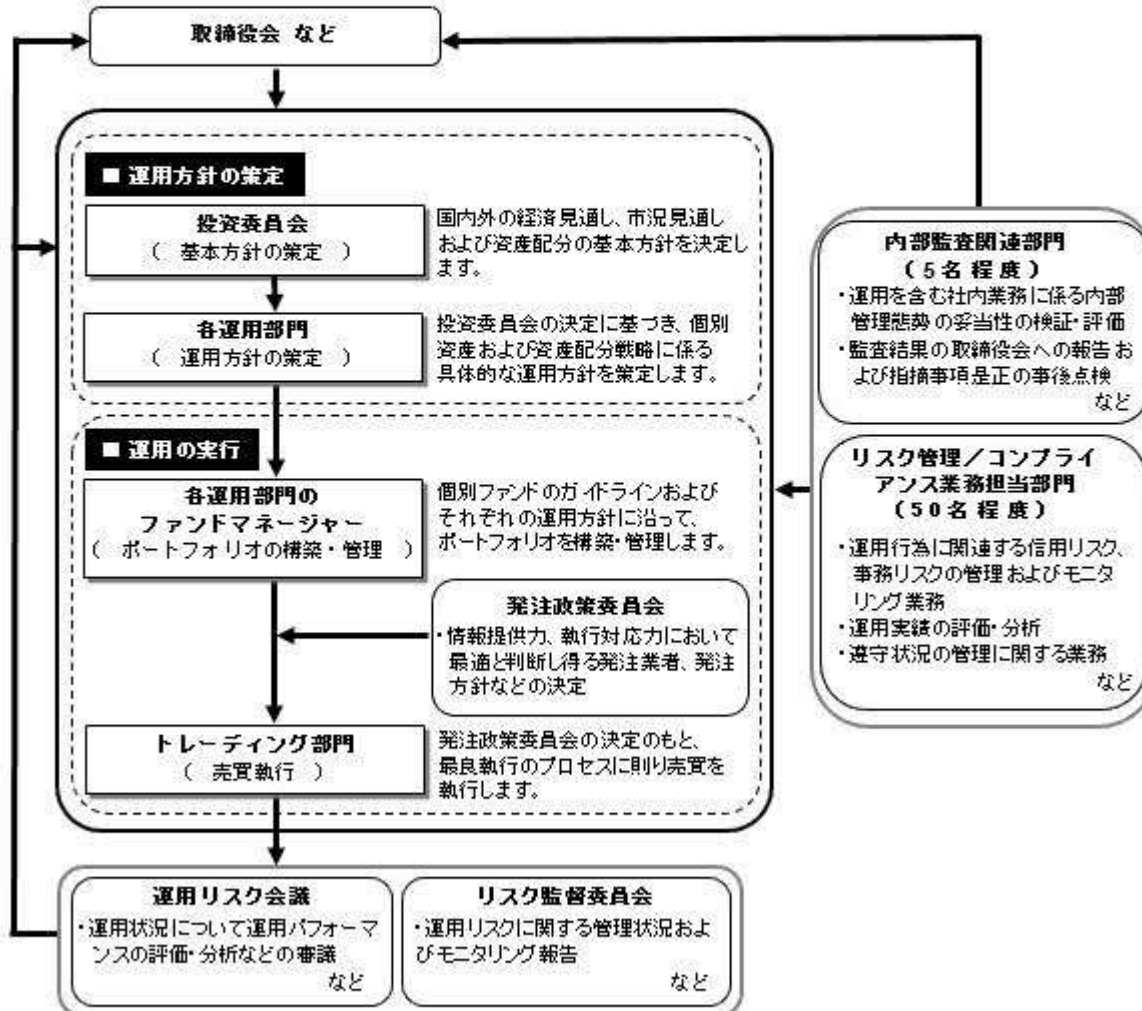 取締役会 など
■ 運用方針の策定
投資委員会
( 基本方針の策定 )
国内外の経済見通し、市況見通し
および資産配分の基本方針を決定し
ます。
各運用部門
( 運用方針の策定 )
投資委員会の決定に基づき、個別
資産および資産配分戦略に係る
具体的な運用方針を策定します。
■ 運用の実行
各運用部門の
ファンドマネージャー
( ポートフォリオの構築・管理 )
個別ファンドのガイドラインおよび
それぞれの運用方針に沿って、
ポートフォリオを構築・管理します。
発注政策委員会
・情報提供力、執行対応力において
最適と判断し得る発注業者、発注
方針などの決定
トレーディング部門
( 売買執行 )
発注政策委員会の決定のもと、
最良執行のプロセスに則り売買を
執行します。
内部監査関連部門
(5名程度)
・運用を含む社内業務に係る内部
管理態勢の妥当性の検証・評価
・監査結果の取締役会への報告お
よび指摘事項是正の事後点検
など
リスク管理/コンプライ
アンス業務担当部門
(50名程度)
・運用行為に関連する信用リスク、
事務リスクの管理およびモニタ
リング業務
・運用実績の評価・分析
・遵守状況の管理に関する業務
など
運用リスク会議
・運用状況について運用パフォーマ
ンスの評価・分析などの審議
など
リスク監督委員会
・運用リスクに関する管理状況およ
びモニタリング報告
など